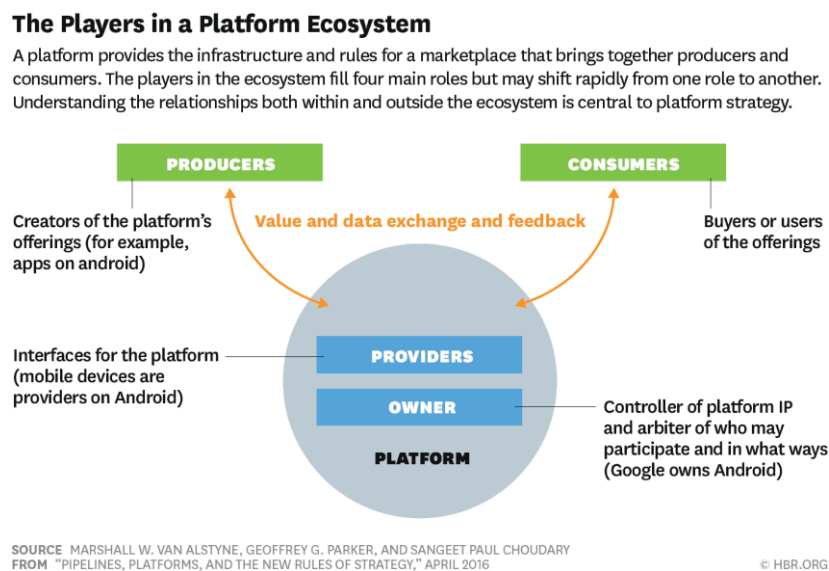 The Players in a Platform Ecosystem
A platform provides the infrastructure and rules for a marketplace that brings together producers and
consumers. The players in the ecosystem fill four main roles but may shift rapidly from one role to another.
Understanding the relationships both within and outside the ecosystem is central to platform strategy.
PRODUCERS
CONSUMERS
Creators of the platform’s
offerings (for example,
apps on android)
Value and data exchange and feedback
Buyers or users
of the offerings
Interfaces for the platform
(mobile devices are
providers on Android)
PROVIDERS
OWNER
PLATFORM
Controller of platform IP
and arbiter of who may
participate and in what ways
(Google owns Android)
SOURCE MARSHALL W. VAN ALSTYNE, GEOFFREY G. PARKER, AND SANGEET PAUL CHOUDARY
FROM “PIPELINES, PLATFORMS, AND THE NEW RULES OF STRATEGY,” APRIL 2016
© HBR.ORG